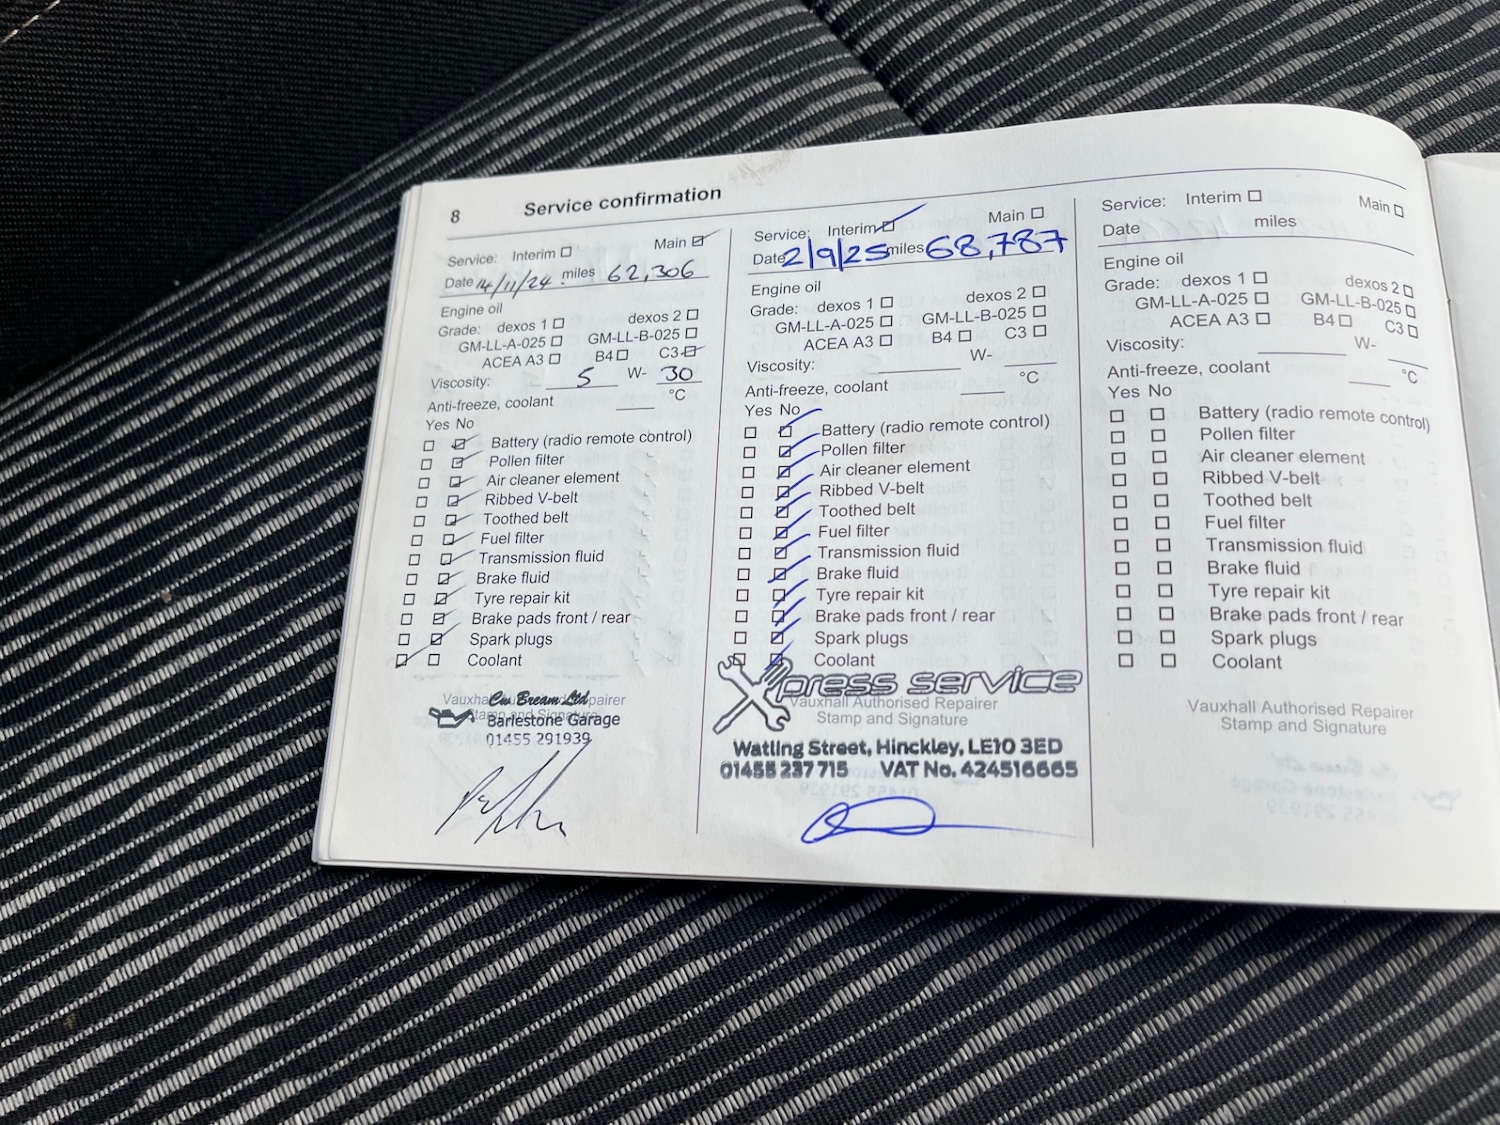 8 Service confirmation
Service: Interim Main
Date 14/11/24 miles 62,306
Engine oil
Grade: dexos 1 dexos 2
GM-LL-A-025 GM-LL-B-025
ACEA A3 B4 C3
Viscosity: 5 W- 30
Anti-freeze, coolant °C
Yes No
Battery (radio remote control)
Pollen filter
Air cleaner element
Ribbed V-belt
Toothed belt
Fuel filter
Transmission fluid
Brake fluid
Tyre repair kit
Brake pads front / rear
Spark plugs
Coolant
Cw Bream Ltd
Barlestone Garage
01455 291939
Service: Interim Main
Date 2/9/25 miles 68,787
Engine oil
Grade: dexos 1 dexos 2
GM-LL-A-025 GM-LL-B-025
ACEA A3 B4 C3
Viscosity: W-
Anti-freeze, coolant °C
Yes No
Battery (radio remote control)
Pollen filter
Air cleaner element
Ribbed V-belt
Toothed belt
Fuel filter
Transmission fluid
Brake fluid
Tyre repair kit
Brake pads front / rear
Spark plugs
Coolant
Xpress service
Vauxhall Authorised Repairer
Stamp and Signature
Watling Street, Hinckley, LE10 3ED
01455 237 715 VAT No. 424516665
Service: Interim Main
Date miles
Engine oil
Grade: dexos 1 dexos 2
GM-LL-A-025 GM-LL-B-025
ACEA A3 B4 C3
Viscosity: W-
Anti-freeze, coolant °C
Yes No
Battery (radio remote control)
Pollen filter
Air cleaner element
Ribbed V-belt
Toothed belt
Fuel filter
Transmission fluid
Brake fluid
Tyre repair kit
Brake pads front / rear
Spark plugs
Coolant
Vauxhall Authorised Repairer
Stamp and Signature